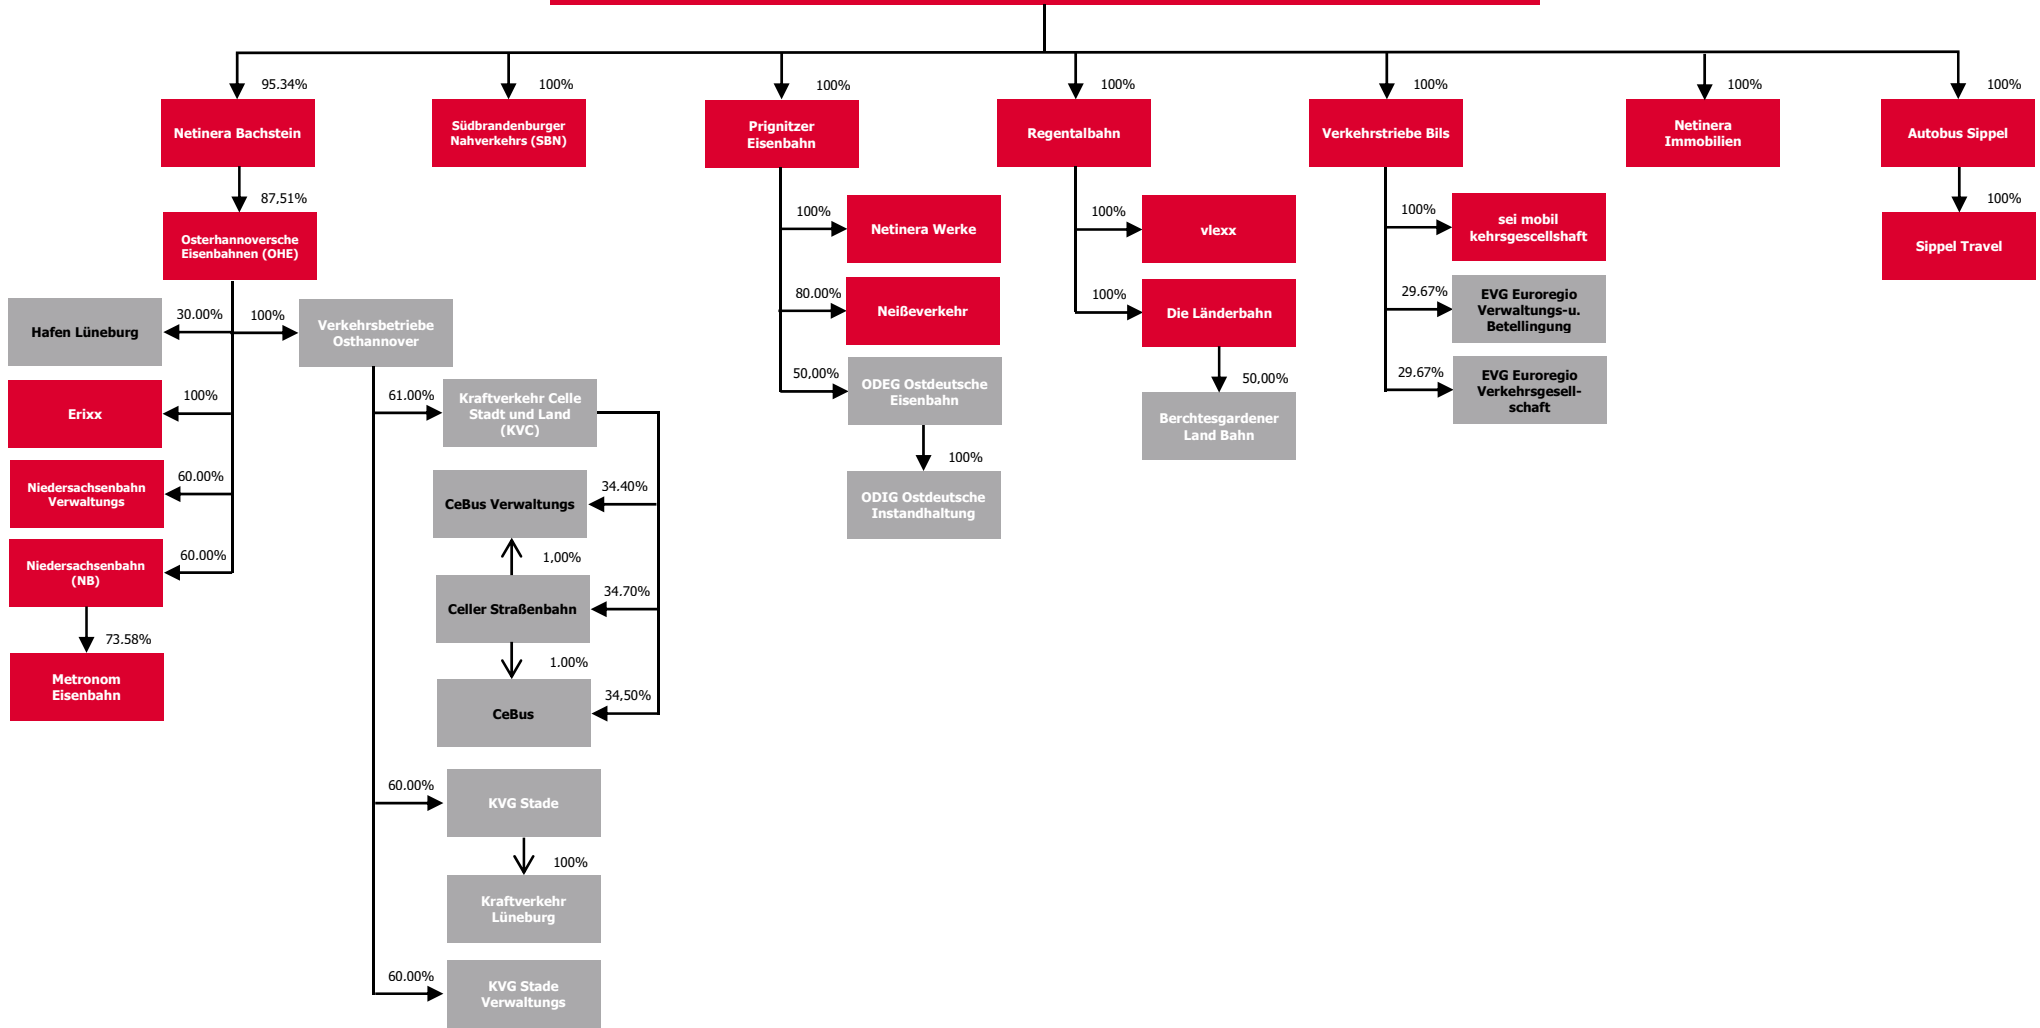 95.34%
100%
100%
100%
100%
100%
100%
Netinera Bachstein
Südbrandenburger
Nahverkehrs (SBN)
Prignitzer
Eisenbahn
Regentalbahn
Verkehrstriebe Bils
Netinera
Immobilien
Autobus Sippel
87,51%
Osterhannoversche
Eisenbahnen (OHE)
100%
Netinera Werke
100%
vlexx
100%
sei mobil
kehrsgescellshaft
100%
Sippel Travel
30.00%
Hafen Lüneburg
100%
Verkehrsbetriebe
Osthannover
80.00%
Neißeverkehr
100%
Die Länderbahn
29.67%
EVG Euroregio
Verwaltungs-u.
Betellingung
100%
Erixx
61.00%
Kraftverkehr Celle
Stadt und Land
(KVC)
50,00%
ODEG Ostdeutsche
Eisenbahn
50,00%
Berchtesgardener
Land Bahn
29.67%
EVG Euroregio
Verkehrsgesell-
schaft
60.00%
Niedersachsenbahn
Verwaltungs
34.40%
CeBus Verwaltungs
100%
ODIG Ostdeutsche
Instandhaltung
60.00%
Niedersachsenbahn
(NB)
1,00%
34.70%
Celler Straßenbahn
73.58%
Metronom
Eisenbahn
1.00%
34,50%
CeBus
60.00%
KVG Stade
100%
Kraftverkehr
Lüneburg
60.00%
KVG Stade
Verwaltungs